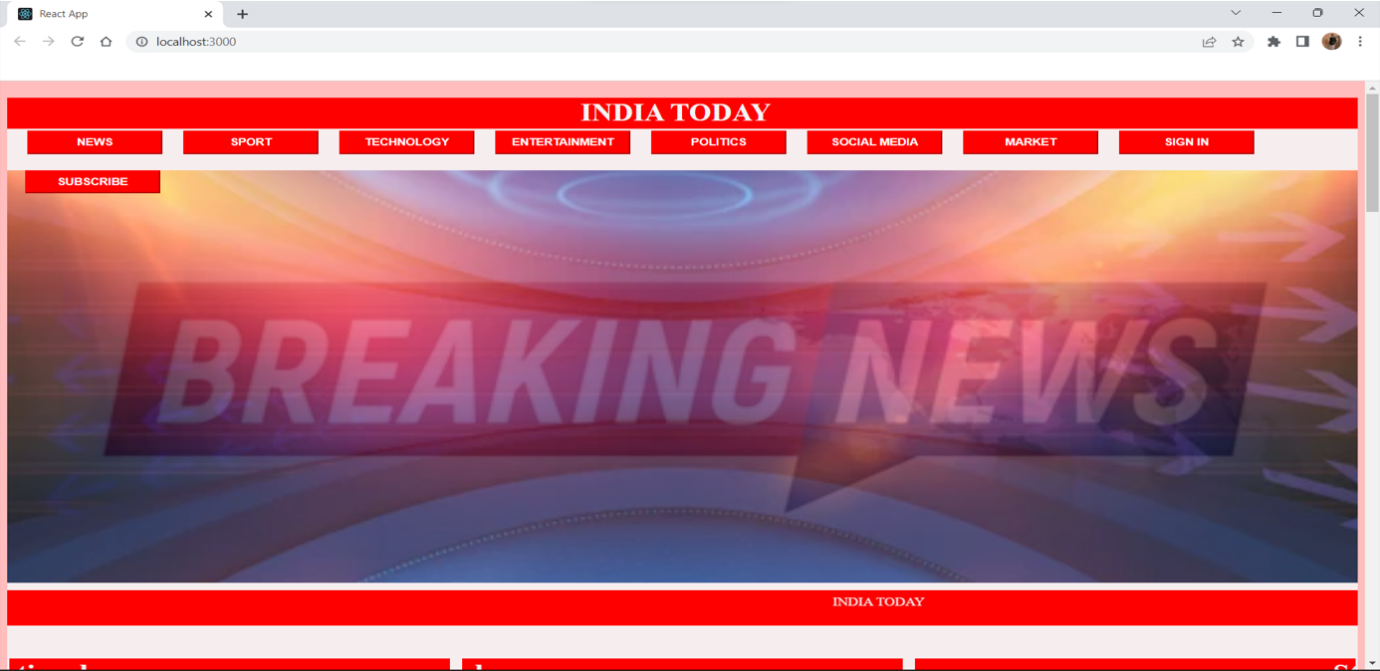 React App
localhost:3000
INDIA TODAY
NEWS SPORT TECHNOLOGY ENTERTAINMENT POLITICS SOCIAL MEDIA MARKET SIGN IN
SUBSCRIBE
BREAKING NEWS
INDIA TODAY